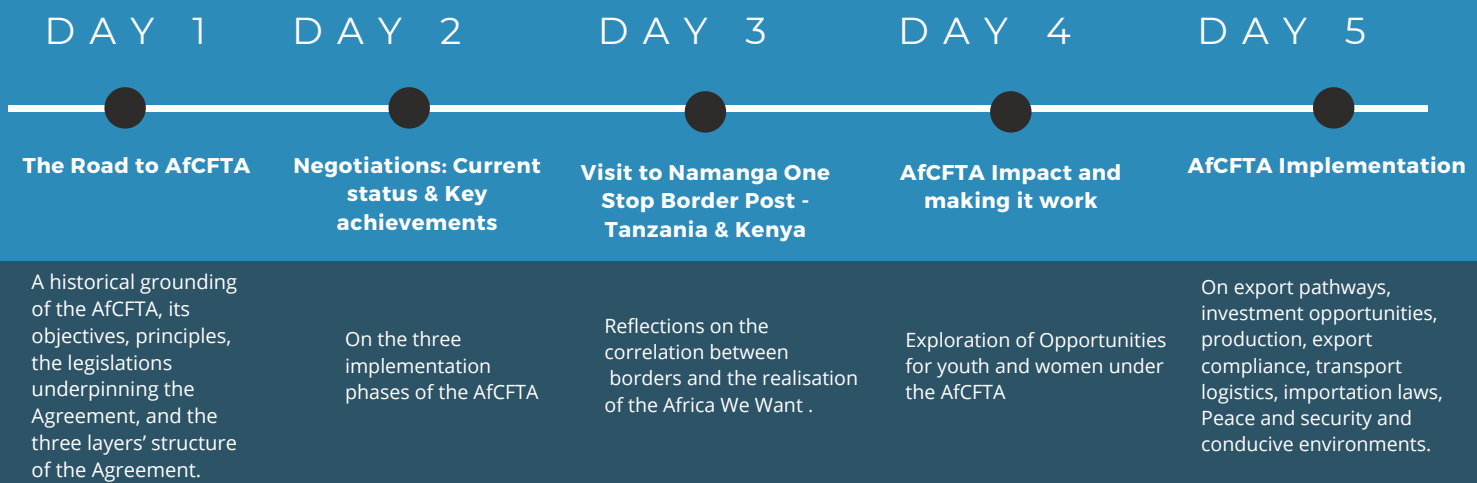 DAY 1
The Road to AfCFTA
A historical grounding
of the AfCFTA, its
objectives, principles,
the legislations
underpinning the
Agreement, and the
three layers’ structure
of the Agreement.
DAY 2
Negotiations: Current
status & Key
achievements
On the three
implementation
phases of the AfCFTA
DAY 3
Visit to Namanga One
Stop Border Post -
Tanzania & Kenya
Reflections on the
correlation between
borders and the realisation
of the Africa We Want .
DAY 4
AfCFTA Impact and
making it work
Exploration of Opportunities
for youth and women under
the AfCFTA
DAY 5
AfCFTA Implementation
On export pathways,
investment opportunities,
production, export
compliance, transport
logistics, importation laws,
Peace and security and
conducive environments.